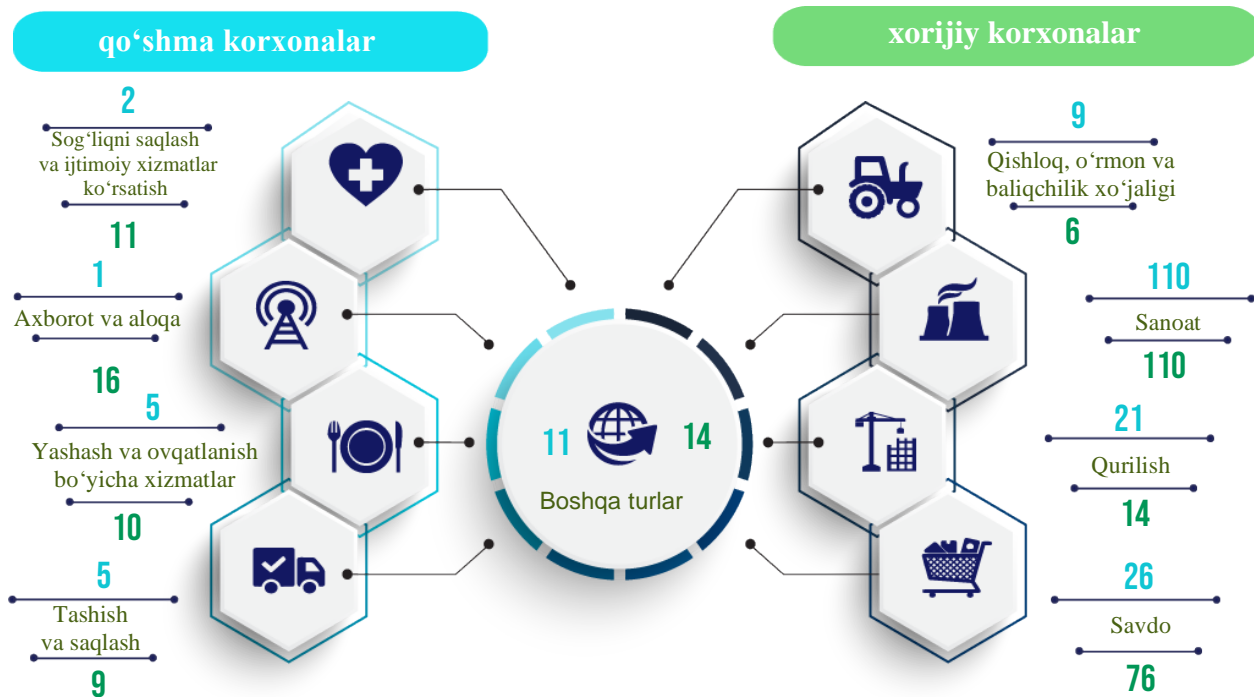 qo‘shma korxonalar
xorijiy korxonalar
2
Sog‘liqni saqlash
va ijtimoiy xizmatlar
ko‘rsatish
11
1
Axborot va aloqa
16
5
Yashash va ovqatlanish
bo‘yicha xizmatlar
10
5
Tashish
va saqlash
9
11
14
Boshqa turlar
9
Qishloq, o‘rmon va
baliqchilik xo‘jaligi
6
110
Sanoat
110
21
Qurilish
14
26
Savdo
76